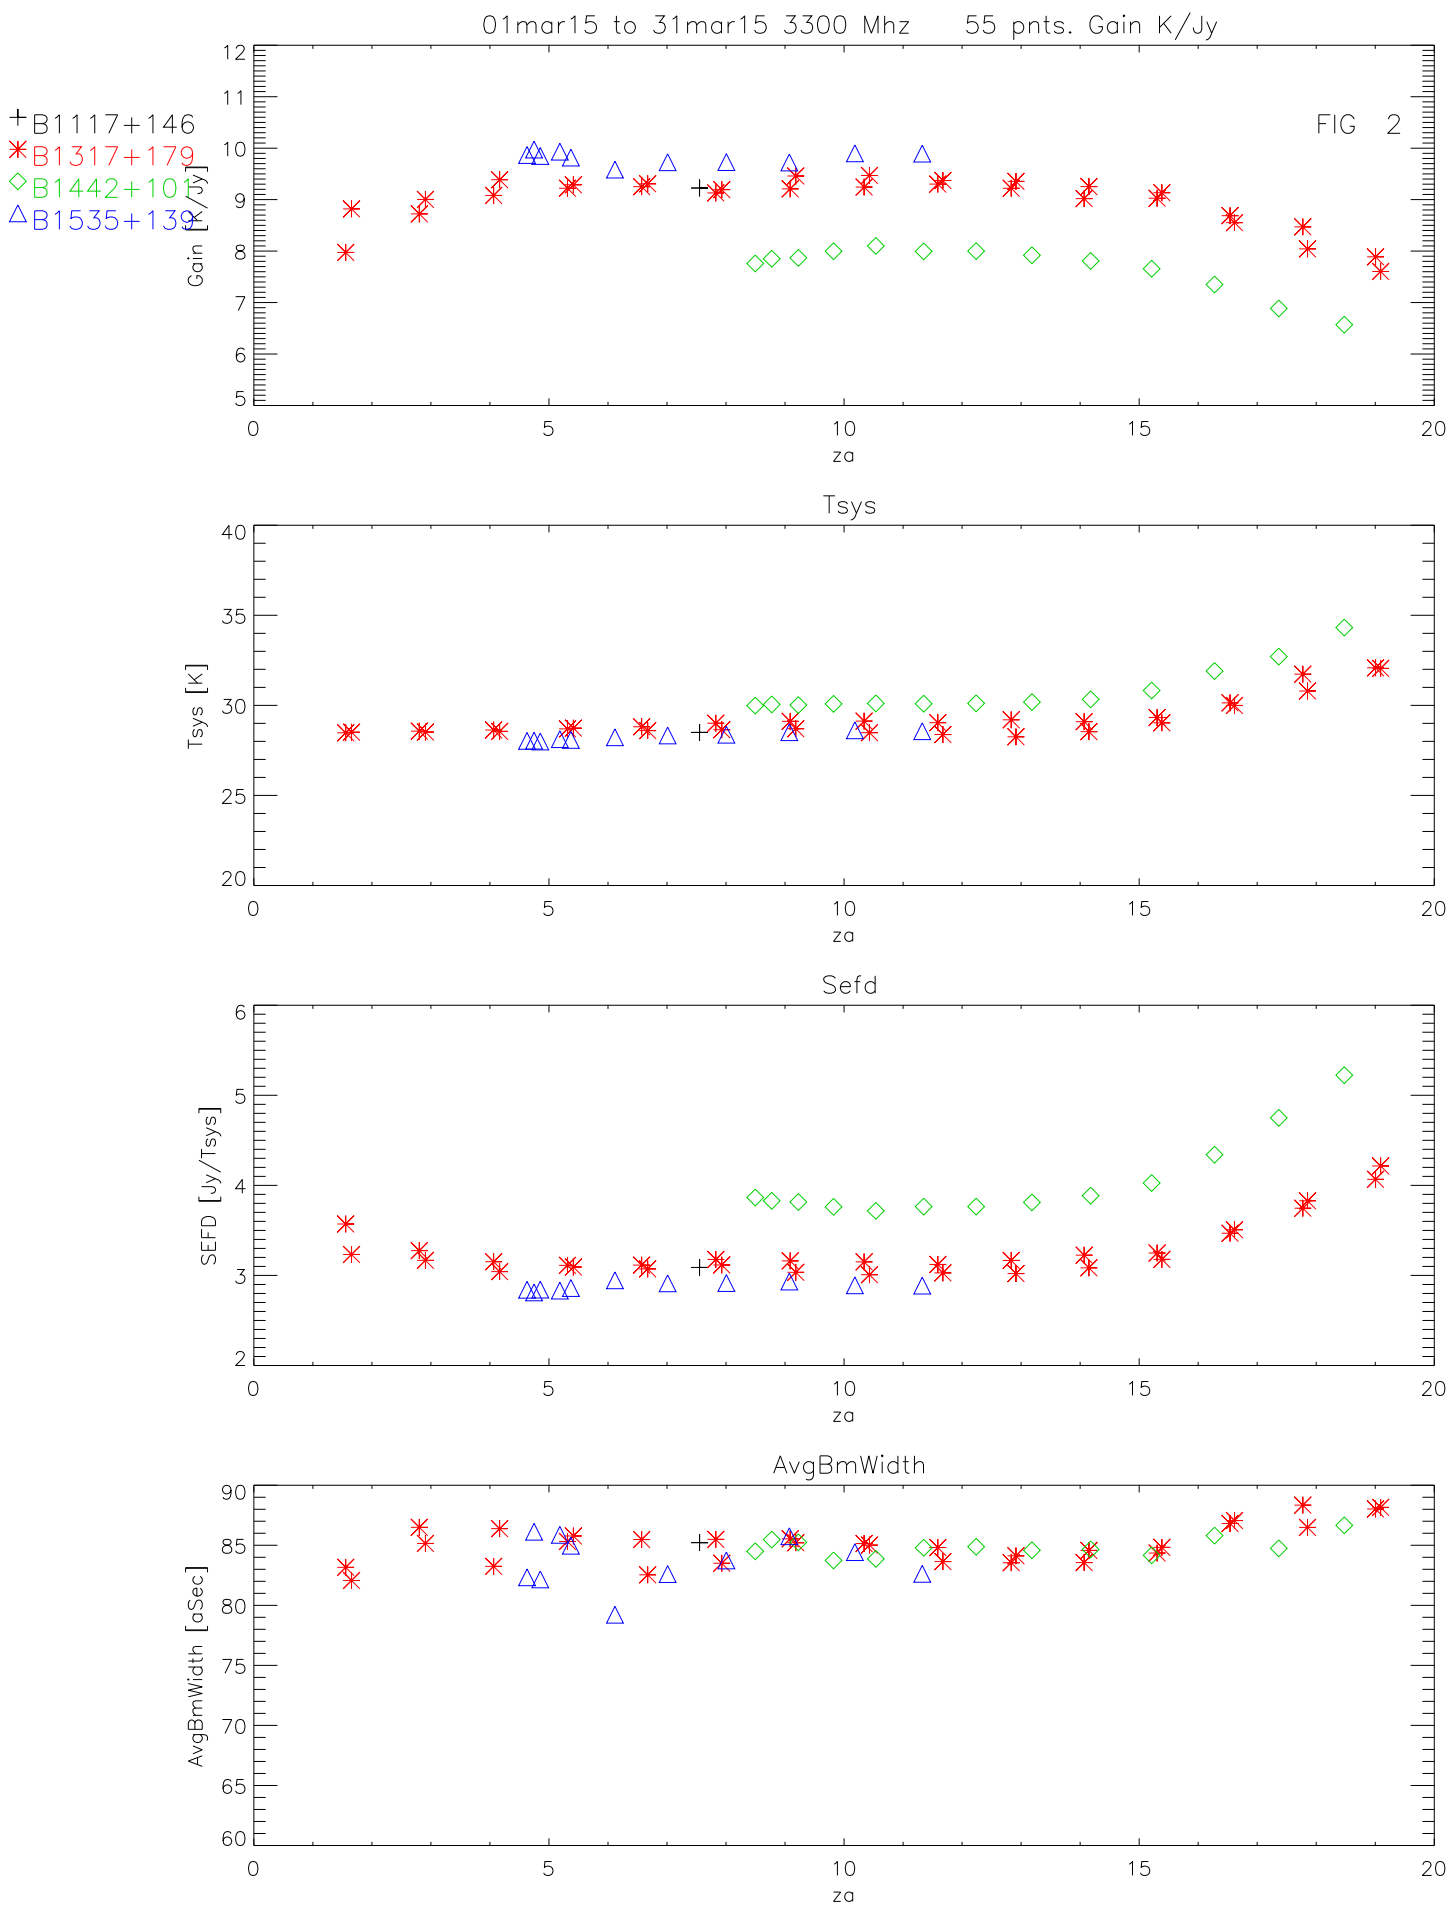 01mar15 to 31mar15 3300 Mhz 55 pnts. Gain K/Jy
12
11
10
9
8
7
6
5
FIG 2
B1117+146
B1317+179
B1442+101
B1535+139
Gain [K/Jy]
0 5 10 15 20
za
Tsys
40
35
30
25
20
Tsys [K]
0 5 10 15 20
za
Sefd
6
5
4
3
2
SEFD [Jy/Tsys]
0 5 10 15 20
za
AvgBmWidth
90
85
80
75
70
65
60
AvgBmWidth [aSec]
0 5 10 15 20
za